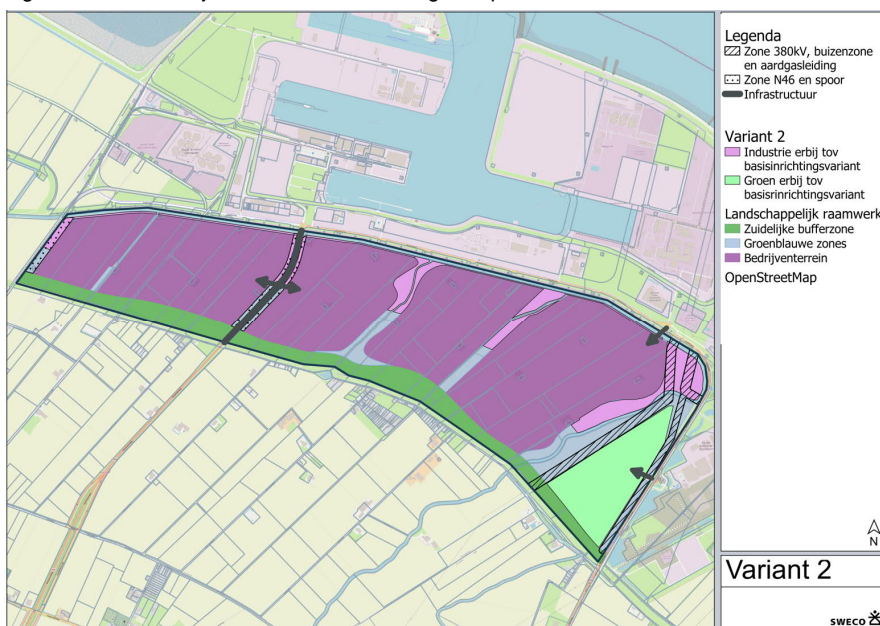 Legenda
Zone 380kV, buizenzone
en aardgasleiding
Zone N46 en spoor
Infrastructuur
Variant 2
Industrie erbij tov
basisinrichtingsvariant
Groen erbij tov
basisrinrichtingsvariant
Landschappelijk raamwerk
Zuidelijke bufferzone
Groenblauwe zones
Bedrijventerrein
OpenStreetMap
N
Variant 2
SWECO